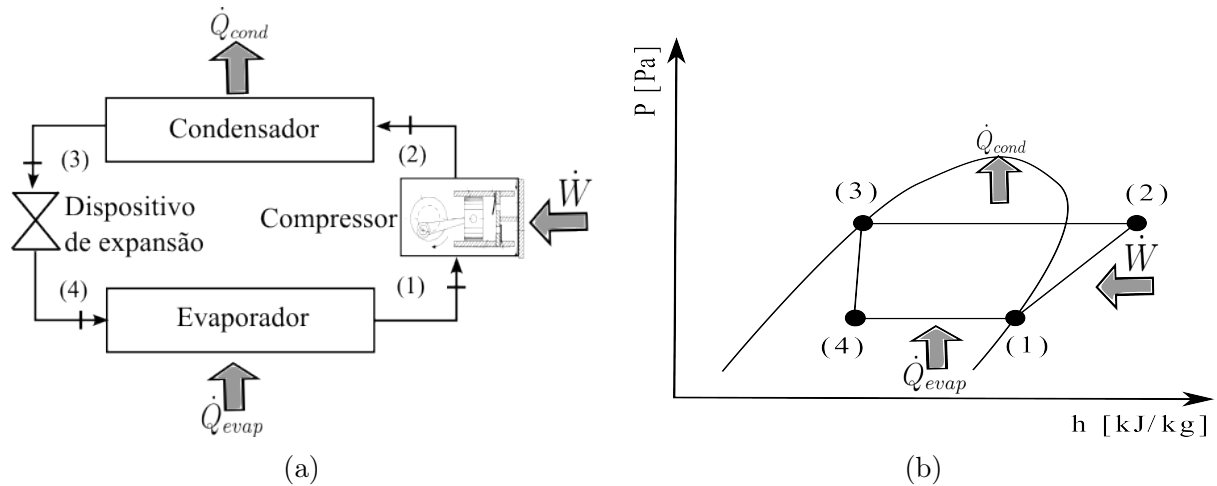 Q̇cond
Condensador
(3)
(2)
Dispositivo
de expansão
Compressor
Ẇ
(4)
(1)
Evaporador
Q̇evap
(a)
P [Pa]
Q̇cond
(3)
(2)
Ẇ
(4)
(1)
Q̇evap
h [kJ/kg]
(b)